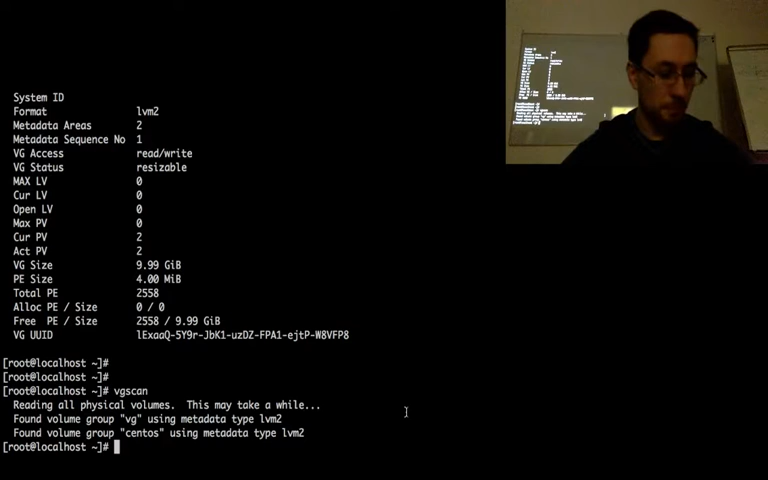 System ID
Format lvm2
Metadata Areas 2
Metadata Sequence No 1
VG Access read/write
VG Status resizable
MAX LV 0
Cur LV 0
Open LV 0
Max PV 0
Cur PV 2
Act PV 2
VG Size 9.99 GiB
PE Size 4.00 MiB
Total PE 2558
Alloc PE / Size 0 / 0
Free PE / Size 2558 / 9.99 GiB
VG UUID lExaaQ-5Y9r-JbK1-uzDZ-FPA1-ejtP-W8VFP8
[root@localhost ~]#
[root@localhost ~]#
[root@localhost ~]# vgscan
Reading all physical volumes. This may take a while...
Found volume group "vg" using metadata type lvm2
Found volume group "centos" using metadata type lvm2
[root@localhost ~]#